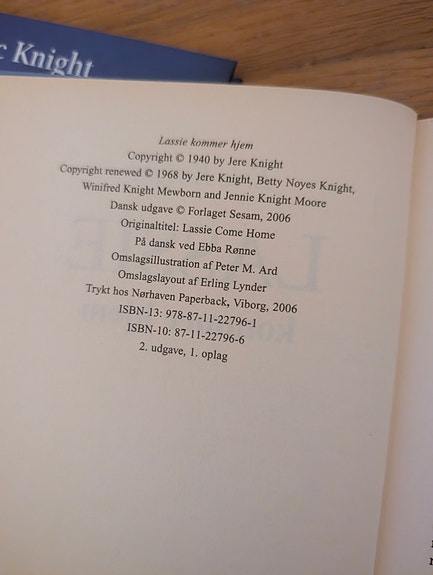 c Knight
Lassie kommer hjem
Copyright © 1940 by Jere Knight
Copyright renewed © 1968 by Jere Knight, Betty Noyes Knight,
Winifred Knight Mewborn and Jennie Knight Moore
Dansk udgave © Forlaget Sesam, 2006
Originaltitel: Lassie Come Home
På dansk ved Ebba Rønne
Omslagsillustration af Peter M. Ard
Omslagslayout af Erling Lynder
Trykt hos Nørhaven Paperback, Viborg, 2006
ISBN-13: 978-87-11-22796-1
ISBN-10: 87-11-22796-6
2. udgave, 1. oplag